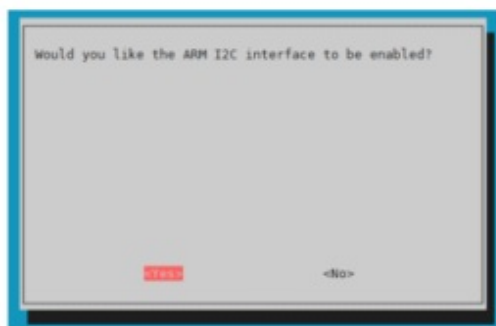 Would you like the ARM I2C interface to be enabled?
<Yes> <No>